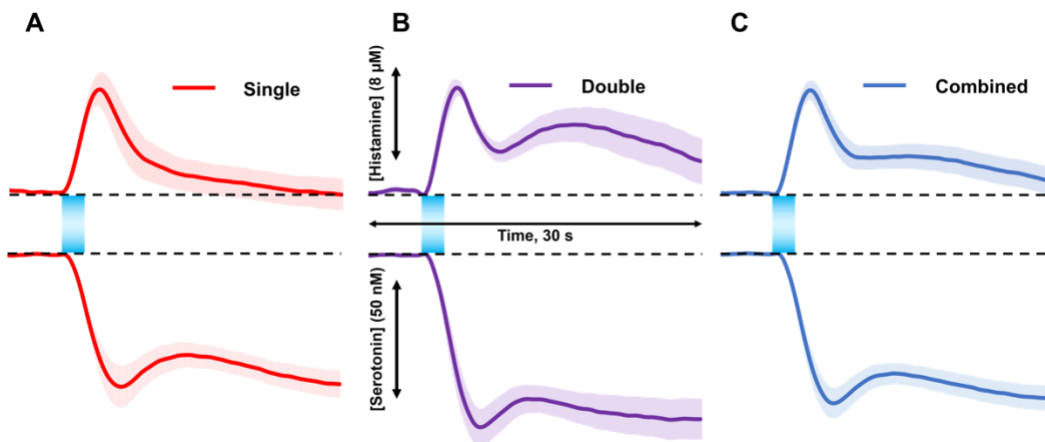 A
Single
B
Double
C
Combined
[Histamine] (8 µM)
Time, 30 s
[Serotonin] (50 nM)